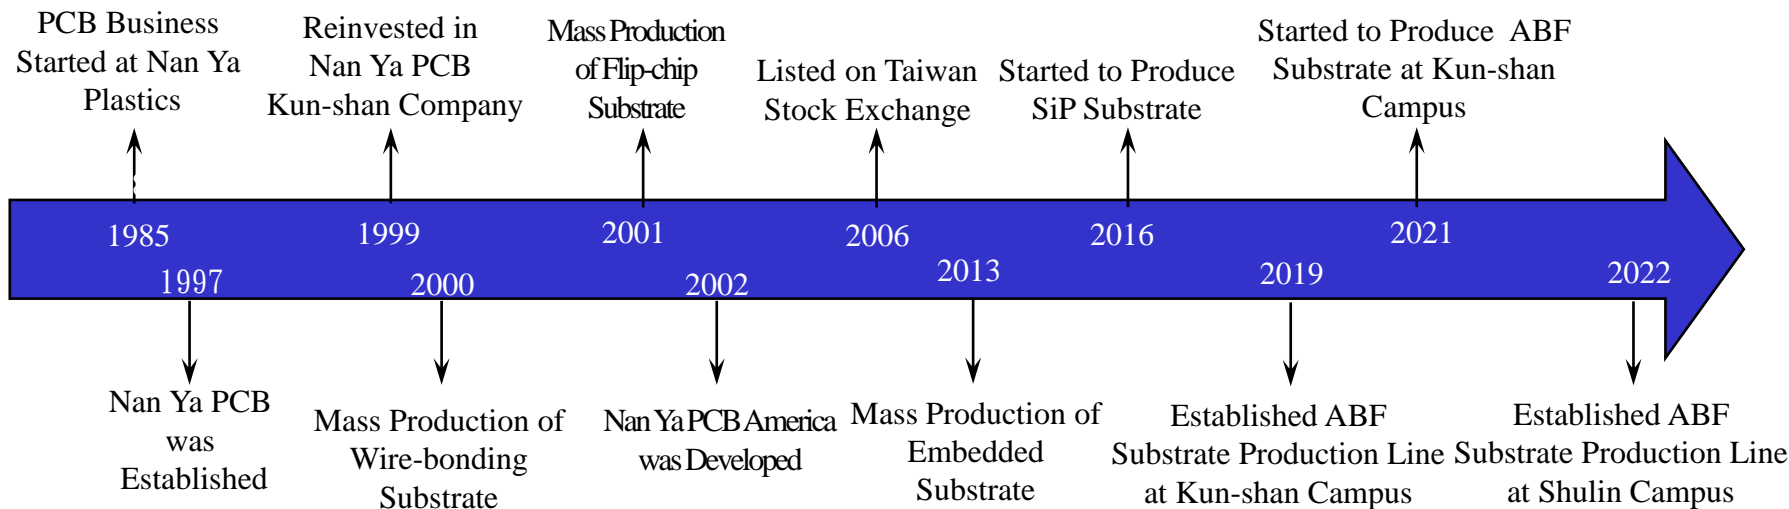 PCB Business
Started at Nan Ya
Plastics
Reinvested in
Nan Ya PCB
Kun-shan Company
Mass Production
of Flip-chip
Substrate
Listed on Taiwan
Stock Exchange
Started to Produce
SiP Substrate
Started to Produce ABF
Substrate at Kun-shan
Campus
1985
1999
2001
2006
2016
2021
1997
2000
2002
2013
2019
2022
Nan Ya PCB
was
Established
Mass Production of
Wire-bonding
Substrate
Nan Ya PCB America
was Developed
Mass Production of
Embedded
Substrate
Established ABF
Substrate Production Line
at Kun-shan Campus
Established ABF
Substrate Production Line
at Shulin Campus